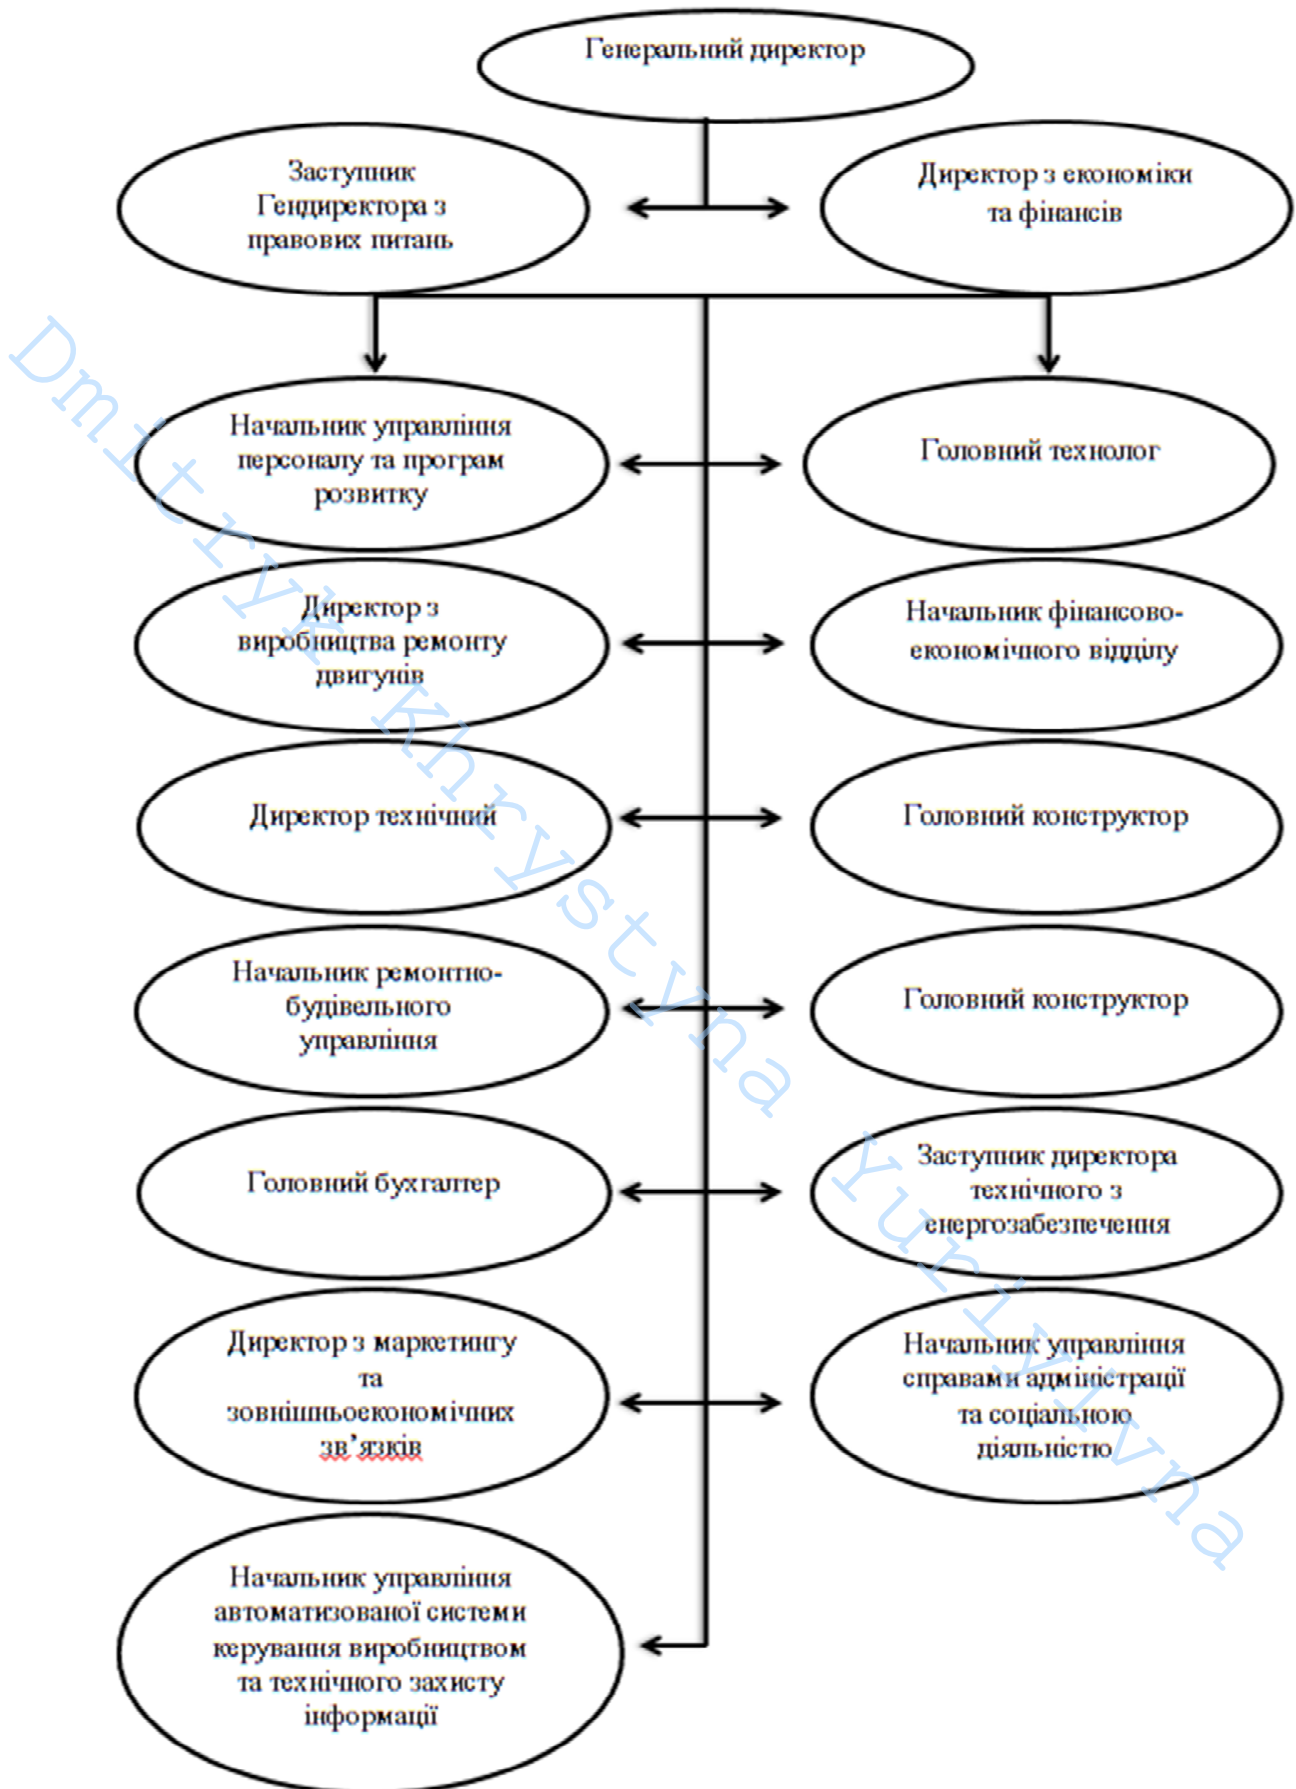 Генеральний директор
Заступник
Гендиректора з
правових питань
Директор з економіки
та фінансів
Начальник управління
персоналу та програм
розвитку
Головний технолог
Директор з
виробництва ремонту
двигунів
Начальник фінансово-
економічного відділу
Директор технічний
Головний конструктор
Начальник ремонтно-
будівельного
управління
Головний конструктор
Головний бухгалтер
Заступник директора
технічного з
енергозабезпечення
Директор з маркетингу
та
зовнішньоекономічних
зв’язків
Начальник управління
справами адміністрації
та соціальною
діяльністю
Начальник управління
автоматизованої системи
керування виробництвом
та технічного захисту
інформації
Dmitryk Khrystyna Yuriyivna